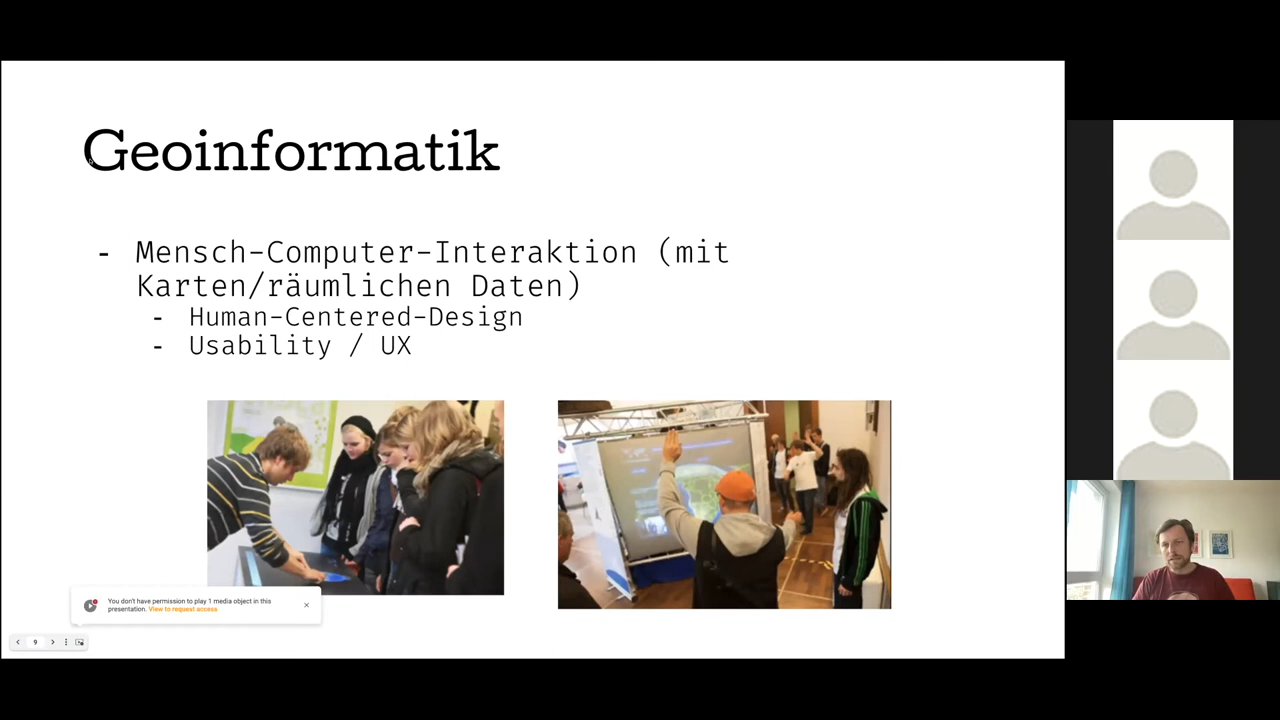 Geoinformatik
- Mensch-Computer-Interaktion (mit
Karten/räumlichen Daten)
- Human-Centered-Design
- Usability / UX
You don't have permission to play 1 media object in this
presentation. View to request access
9